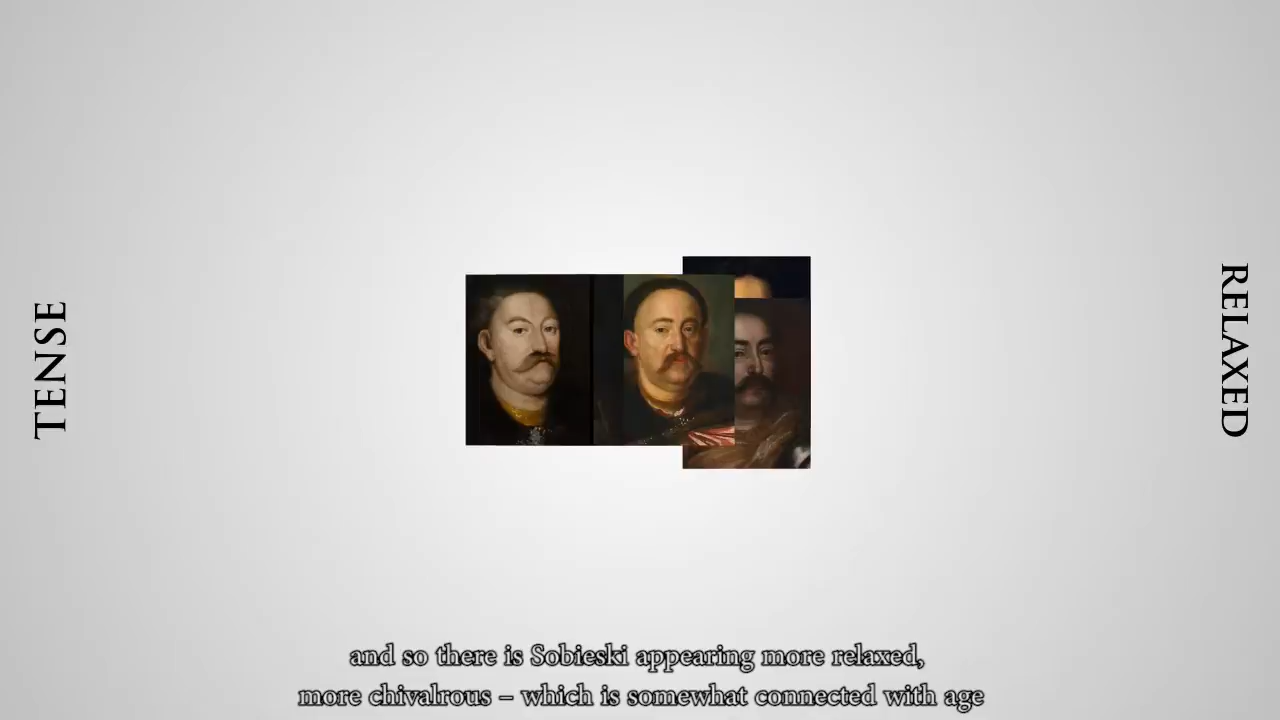 TENSE
RELAXED
and so there is Sobieski appearing more relaxed,
more chivalrous – which is somewhat connected with age